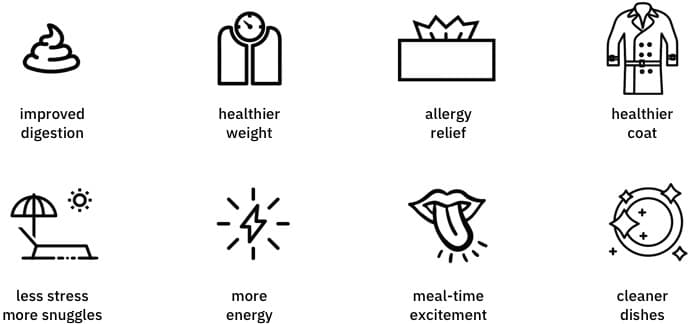 improved
digestion
healthier
weight
allergy
relief
healthier
coat
less stress
more snuggles
more
energy
meal-time
excitement
cleaner
dishes